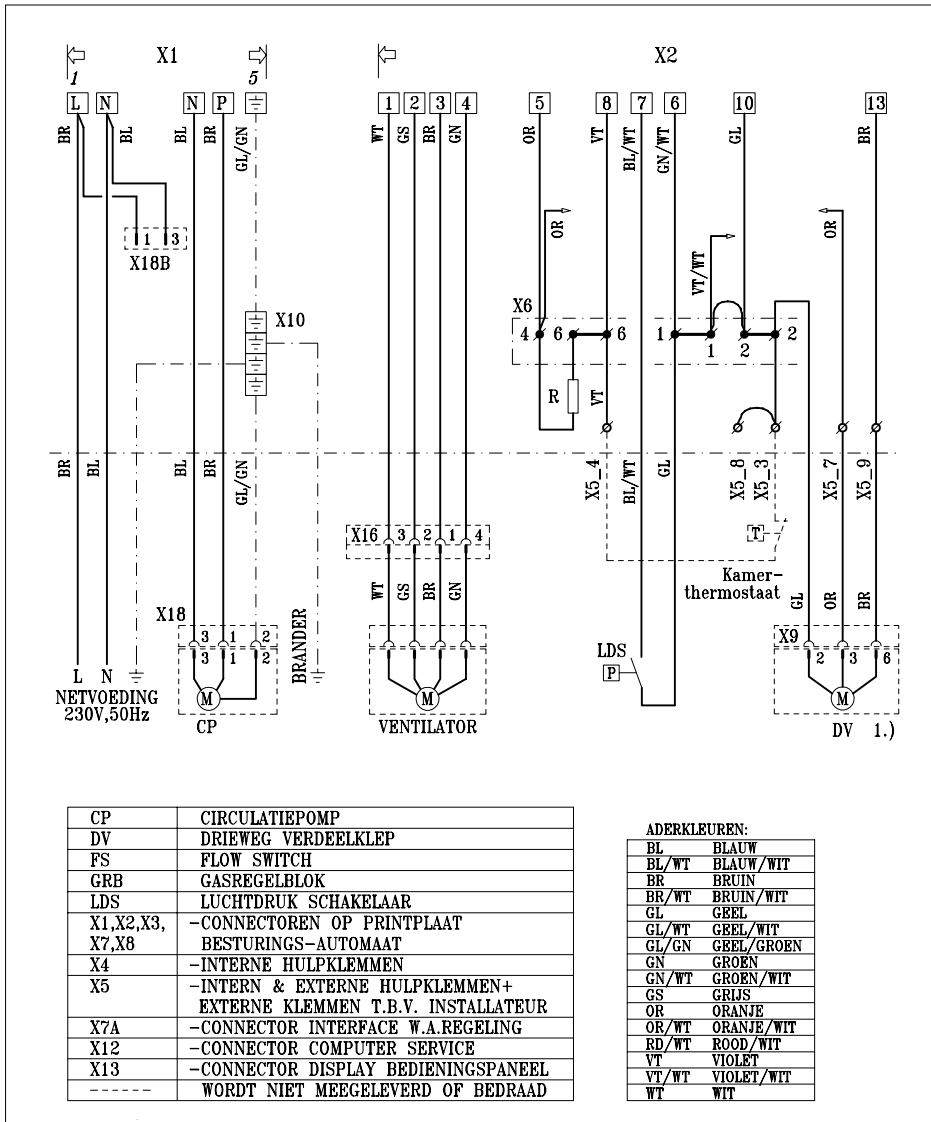 X1 X2
1 5
L N N P 1 2 3 4 5 8 7 6 10 13
BR BL BL BR GL/GN WT GS BR GN OR VT BL/WT GN/WT GL BR
OR VT/WT OR
1 3
X18B
X10
X6
4 6 6 1 1 2 2
R VT
BR BL BL BR GL/GN BL/WT GL
X5_4 X5_8 X5_3 X5_7 X5_9
X16 3 2 1 4
T
Kamer-
thermostaat
WT GS BR GN GL OR BR
X18 X9
3 1 2
3 1 2
2 3 6
BRANDER
LDS
P
L N
NETVOEDING
230V,50Hz
M M M
CP VENTILATOR DV 1.)
CP CIRCULATIEPOMP
DV DRIEWEG VERDEELKLEP
FS FLOW SWITCH
GRB GASREGELBLOK
LDS LUCHTDRUK SCHAKELAAR
X1,X2,X3, -CONNECTOREN OP PRINTPLAAT
X7,X8 BESTURINGS-AUTOMAAT
X4 -INTERNE HULPKLEMMEN
X5 -INTERN & EXTERNE HULPKLEMMEN+
EXTERNE KLEMMEN T.B.V. INSTALLATEUR
X7A -CONNECTOR INTERFACE W.A.REGELING
X12 -CONNECTOR COMPUTER SERVICE
X13 -CONNECTOR DISPLAY BEDIENINGSPANEEL
------ WORDT NIET MEEGELEVERD OF BEDRAAD
ADERKLEUREN:
BL BLAUW
BL/WT BLAUW/WIT
BR BRUIN
BR/WT BRUIN/WIT
GL GEEL
GL/WT GEEL/WIT
GL/GN GEEL/GROEN
GN GROEN
GN/WT GROEN/WIT
GS GRIJS
OR ORANJE
OR/WT ORANJE/WIT
RD/WT ROOD/WIT
VT VIOLET
VT/WT VIOLET/WIT
WT WIT